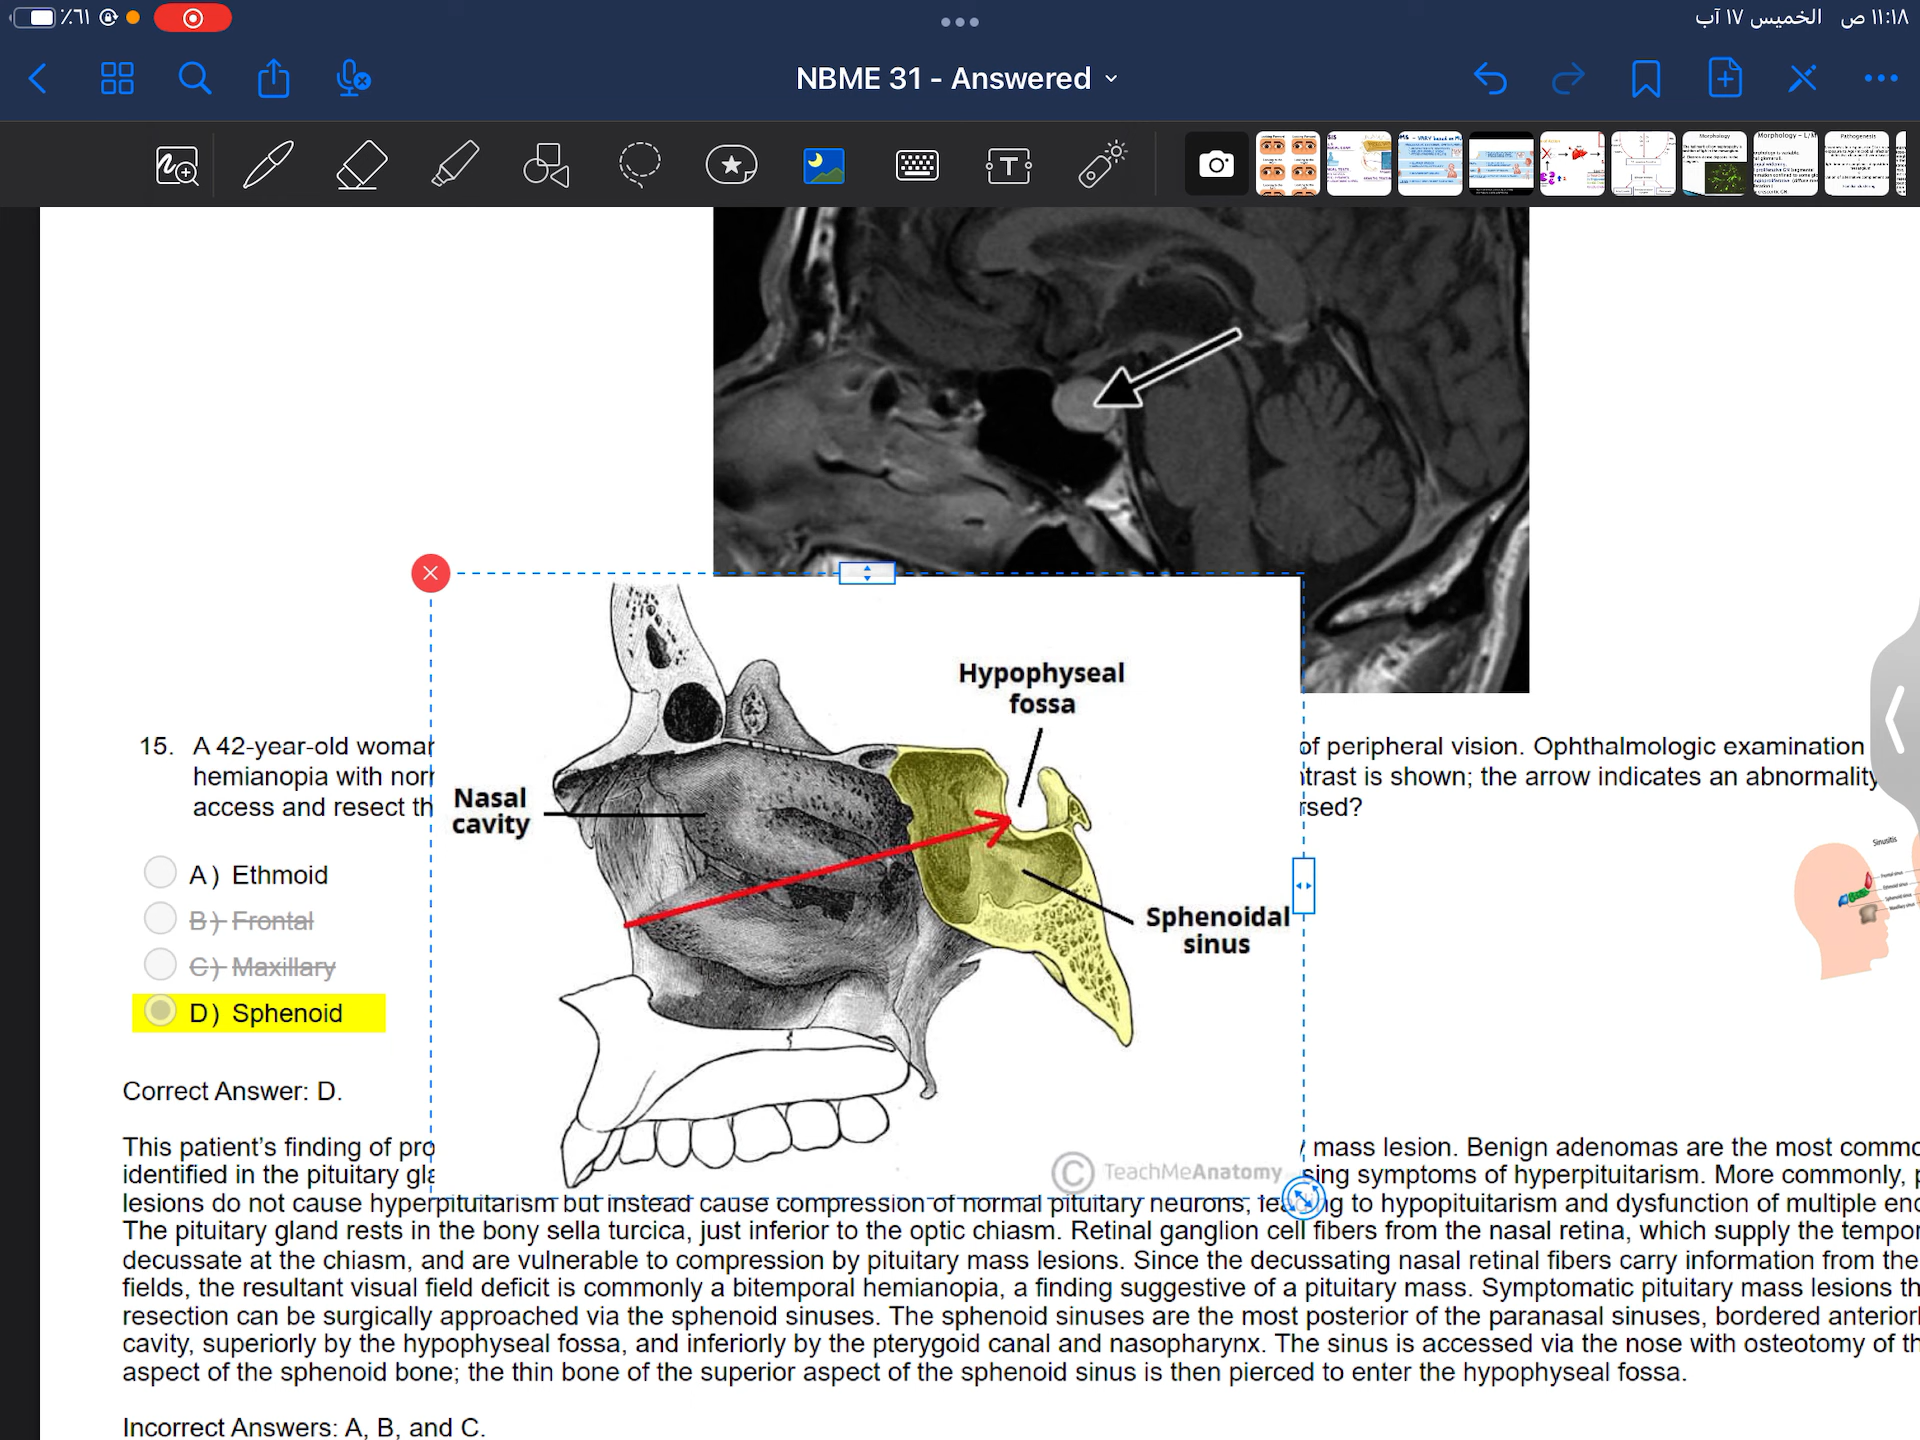 ٪٦١
١١:١٨ ص الخميس ١٧ آب
NBME 31 - Answered
Hypophyseal
fossa
Nasal
cavity
Sphenoidal
sinus
TeachMeAnatomy
15. A 42-year-old woman of peripheral vision. Ophthalmologic examination
hemianopia with nor trast is shown; the arrow indicates an abnormality
access and resect th rsed?
A) Ethmoid
B) Frontal
C) Maxillary
D) Sphenoid
Sinusitis
Correct Answer: D.
This patient's finding of pro mass lesion. Benign adenomas are the most commo
identified in the pituitary gla sing symptoms of hyperpituitarism. More commonly, p
lesions do not cause hyperpituitarism but instead cause compression of normal pituitary neurons, lea ng to hypopituitarism and dysfunction of multiple end
The pituitary gland rests in the bony sella turcica, just inferior to the optic chiasm. Retinal ganglion cell fibers from the nasal retina, which supply the tempor
decussate at the chiasm, and are vulnerable to compression by pituitary mass lesions. Since the decussating nasal retinal fibers carry information from the
fields, the resultant visual field deficit is commonly a bitemporal hemianopia, a finding suggestive of a pituitary mass. Symptomatic pituitary mass lesions th
resection can be surgically approached via the sphenoid sinuses. The sphenoid sinuses are the most posterior of the paranasal sinuses, bordered anteriorl
cavity, superiorly by the hypophyseal fossa, and inferiorly by the pterygoid canal and nasopharynx. The sinus is accessed via the nose with osteotomy of th
aspect of the sphenoid bone; the thin bone of the superior aspect of the sphenoid sinus is then pierced to enter the hypophyseal fossa.
Incorrect Answers: A, B, and C.